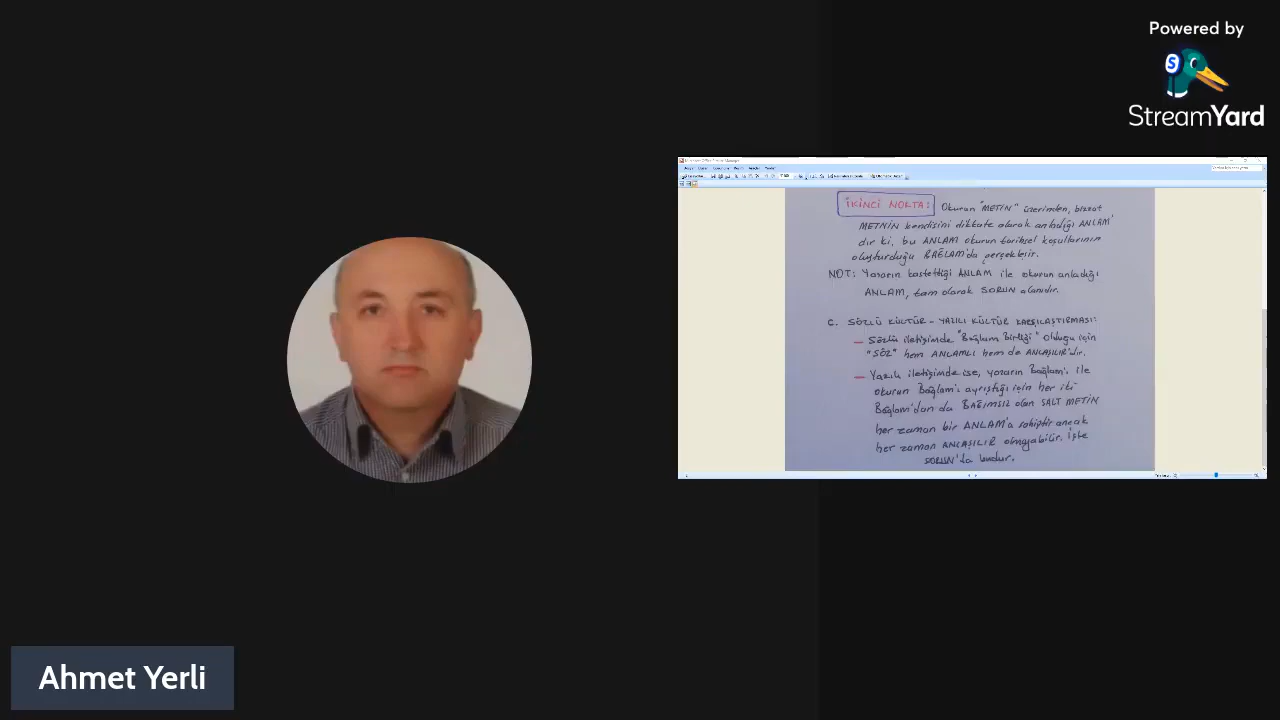 Powered by
StreamYard
İKİNCİ NOKTA: Okurun "METİN" üzerinden, bizzat
METNİN kendisini dikkate alarak anladığı ANLAM'
dır ki, bu ANLAM okurun tarihsel koşullarının
oluşturduğu BAĞLAM'da gerçekleşir.
NOT: Yazarın kastettiği ANLAM ile okurun anladığı
ANLAM, tam olarak SORUN alanıdır.
C. SÖZLÜ KÜLTÜR - YAZILI KÜLTÜR KARŞILAŞTIRMASI:
— Sözlü iletişimde "Bağlam Birliği" olduğu için
"SÖZ" hem ANLAMLI hem de ANLAŞILIR'dır.
— Yazılı iletişimde ise, yazarın Bağlam'ı ile
okurun Bağlam'ı ayrıştığı için her iki
Bağlam'dan da BAĞIMSIZ olan SALT METİN
her zaman bir ANLAM'a sahiptir ancak
her zaman ANLAŞILIR olmayabilir. İşte
SORUN'da budur.
Ahmet Yerli